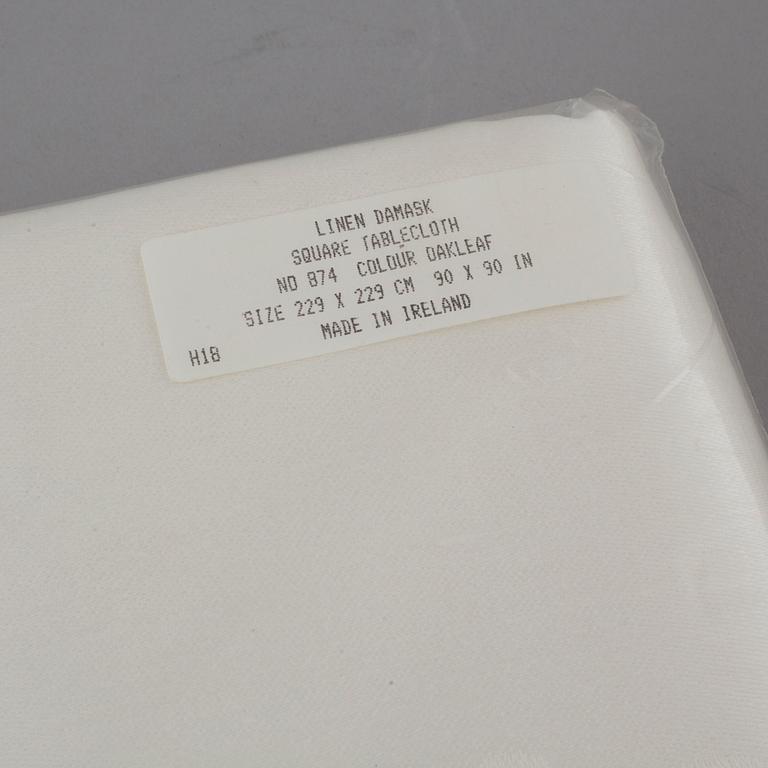 LINEN DAMASK
SQUARE TABLECLOTH
NO 874 COLOUR OAKLEAF
SIZE 229 X 229 CM 90 X 90 IN
MADE IN IRELAND
H18